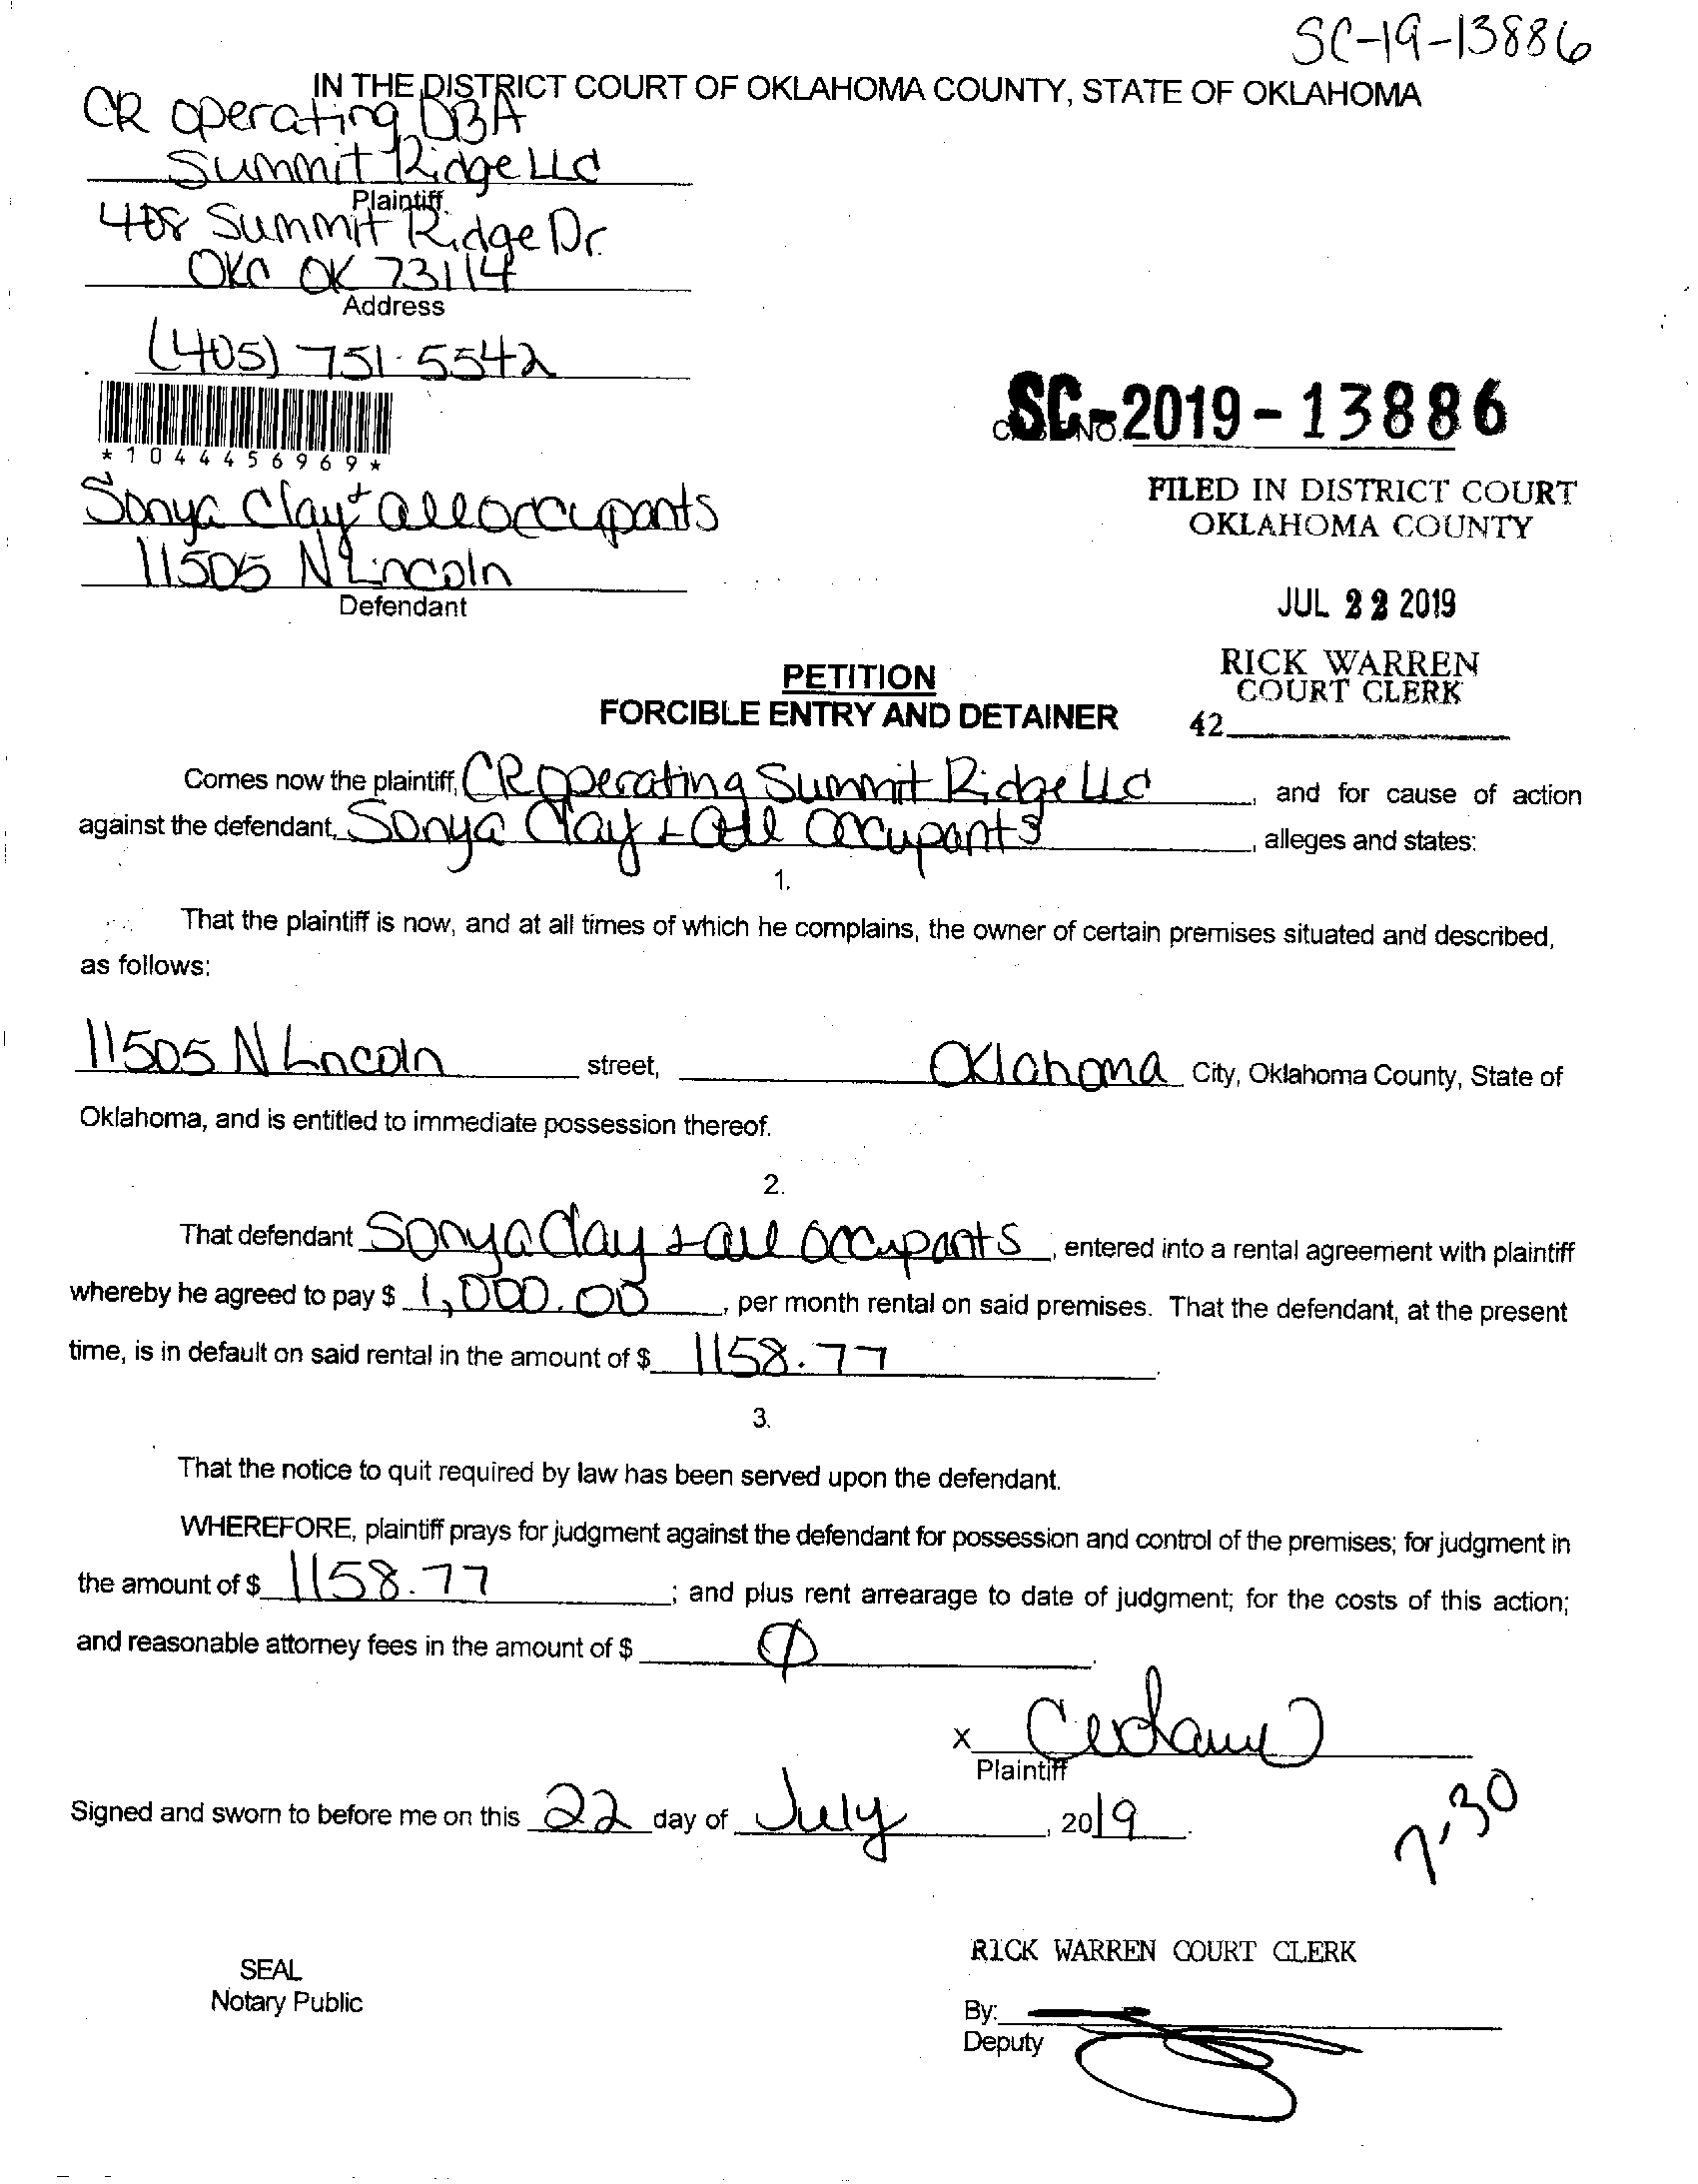 SC-19-13886
IN THE DISTRICT COURT OF OKLAHOMA COUNTY, STATE OF OKLAHOMA
CR operating DBA
Summit Ridge LLC
Plaintiff
408 Summit Ridge Dr.
OKC OK 73114
Address
(405) 751-5542
*1044456969*
SC-2019-13886
FILED IN DISTRICT COURT
OKLAHOMA COUNTY
JUL 22 2019
RICK WARREN
COURT CLERK
42
Sonya Clay + all occupants
11505 N Lincoln
Defendant
PETITION
FORCIBLE ENTRY AND DETAINER
Comes now the plaintiff, CR Operating Summit Ridge LLC, and for cause of action
against the defendant, Sonya Clay + all occupants, alleges and states:
1.
That the plaintiff is now, and at all times of which he complains, the owner of certain premises situated and described,
as follows:
11505 N Lincoln street, Oklahoma City, Oklahoma County, State of
Oklahoma, and is entitled to immediate possession thereof.
2.
That defendant Sonya Clay + all occupants, entered into a rental agreement with plaintiff
whereby he agreed to pay $ 1,000.00, per month rental on said premises. That the defendant, at the present
time, is in default on said rental in the amount of $ 1158.77.
3.
That the notice to quit required by law has been served upon the defendant.
WHEREFORE, plaintiff prays for judgment against the defendant for possession and control of the premises; for judgment in
the amount of $ 1158.77; and plus rent arrearage to date of judgment; for the costs of this action;
and reasonable attorney fees in the amount of $ Ø.
X
Plaintiff
Signed and sworn to before me on this 22 day of July, 2019.
7-30
SEAL
Notary Public
RICK WARREN COURT CLERK
By:
Deputy